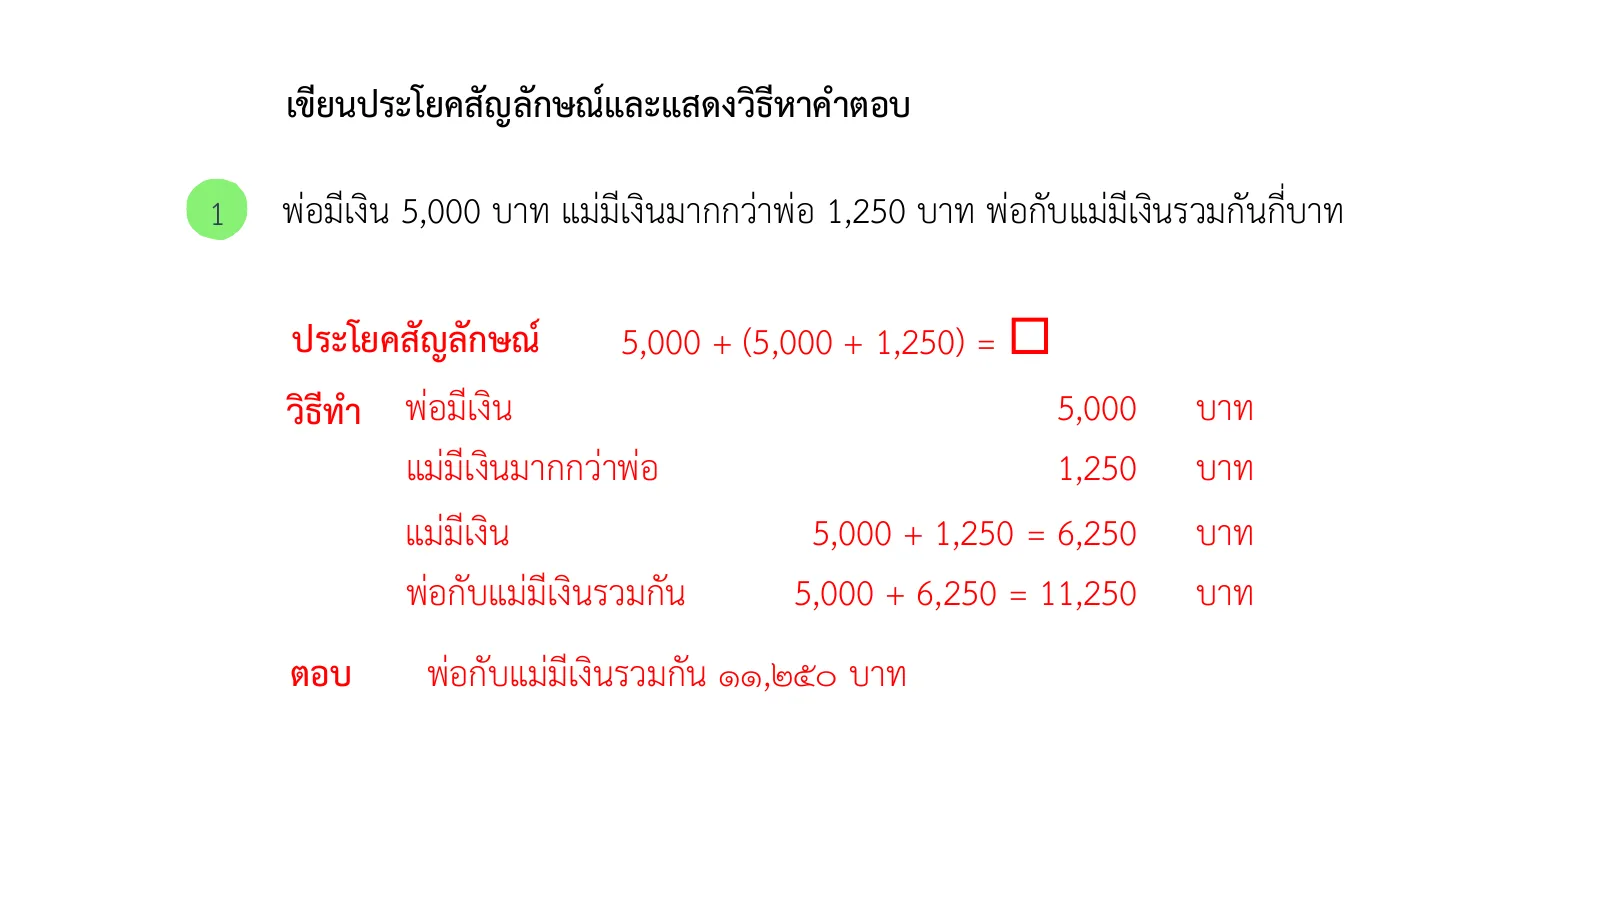 เขียนประโยคสัญลักษณ์และแสดงวิธีหาคำตอบ
1 พ่อมีเงิน 5,000 บาท แม่มีเงินมากกว่าพ่อ 1,250 บาท พ่อกับแม่มีเงินรวมกันกี่บาท
ประโยคสัญลักษณ์ 5,000 + (5,000 + 1,250) = □
วิธีทำ พ่อมีเงิน 5,000 บาท
แม่มีเงินมากกว่าพ่อ 1,250 บาท
แม่มีเงิน 5,000 + 1,250 = 6,250 บาท
พ่อกับแม่มีเงินรวมกัน 5,000 + 6,250 = 11,250 บาท
ตอบ พ่อกับแม่มีเงินรวมกัน ๑๑,๒๕๐ บาท